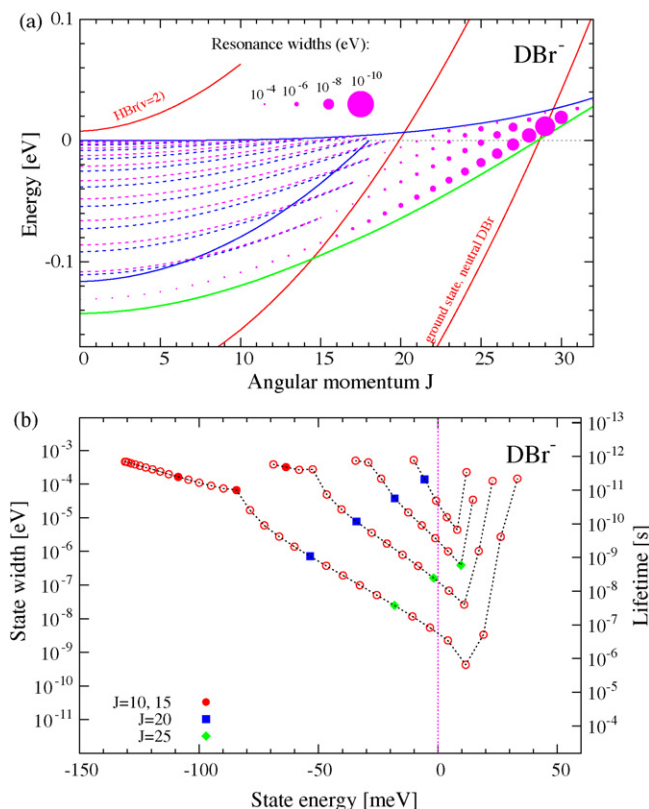 (a)
Resonance widths (eV):
DBr⁻
10⁻⁴ 10⁻⁶ 10⁻⁸ 10⁻¹⁰
HBr(v=2)
ground state, neutral DBr
Energy [eV]
0.1
0
-0.1
0 5 10 15 20 25 30
Angular momentum J
(b)
DBr⁻
State width [eV]
10⁻³
10⁻⁴
10⁻⁵
10⁻⁶
10⁻⁷
10⁻⁸
10⁻⁹
10⁻¹⁰
10⁻¹¹
Lifetime [s]
10⁻¹³
10⁻¹²
10⁻¹¹
10⁻¹⁰
10⁻⁹
10⁻⁸
10⁻⁷
10⁻⁶
10⁻⁵
10⁻⁴
J=10, 15
J=20
J=25
-150 -100 -50 0 50
State energy [meV]